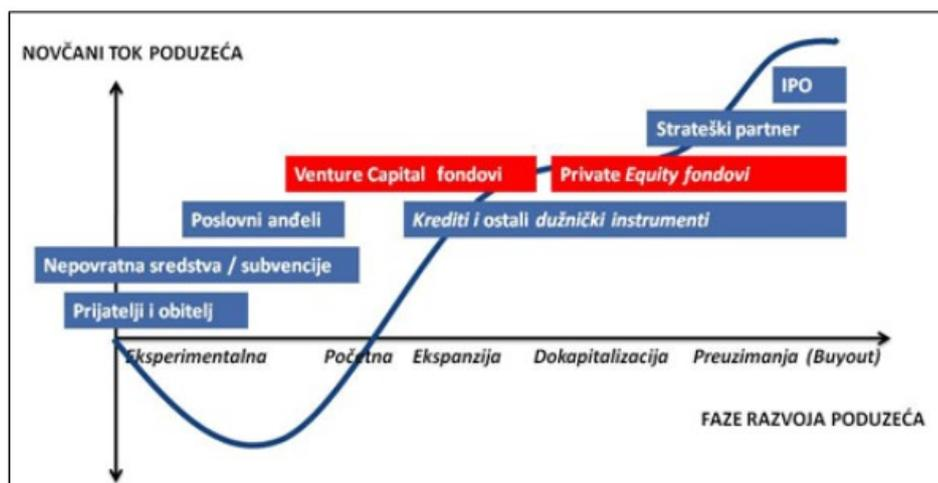 NOVČANI TOK PODUZEĆA
IPO
Strateški partner
Venture Capital fondovi
Private Equity fondovi
Poslovni anđeli
Krediti i ostali dužnički instrumenti
Nepovratna sredstva / subvencije
Prijatelji i obitelj
Eksperimentalna
Početna
Ekspanzija
Dokapitalizacija
Preuzimanja (Buyout)
FAZE RAZVOJA PODUZEĆA